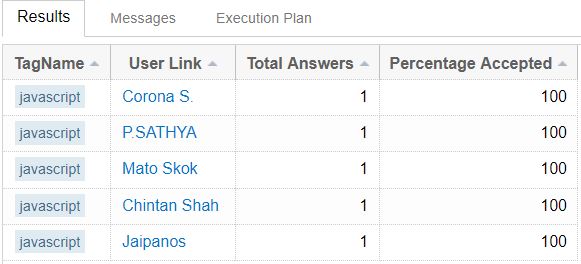 Results Messages Execution Plan
TagName User Link Total Answers Percentage Accepted
javascript Corona S. 1 100
javascript P.SATHYA 1 100
javascript Mato Skok 1 100
javascript Chintan Shah 1 100
javascript Jaipanos 1 100